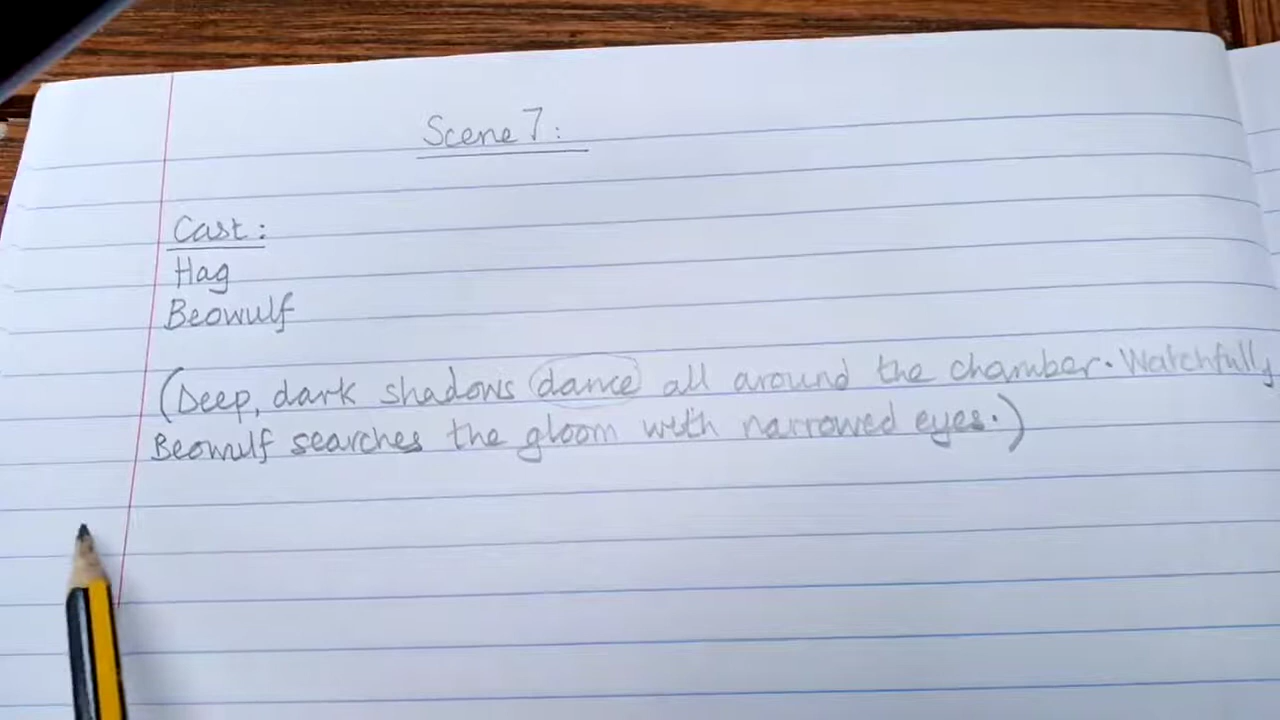 Scene 7:
Cast:
Hag
Beowulf
(Deep, dark shadows dance all around the chamber. Watchfully
Beowulf searches the gloom with narrowed eyes.)